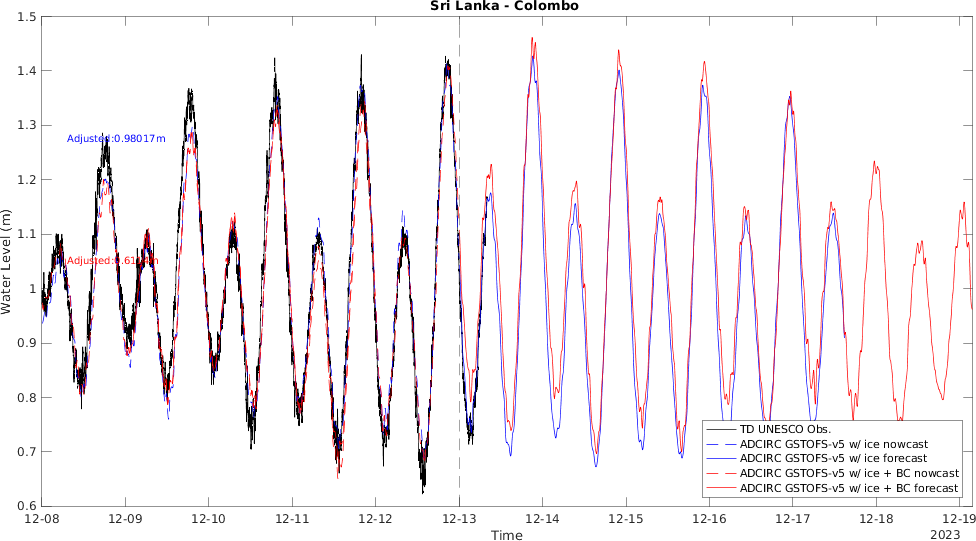 Sri Lanka - Colombo
Water Level (m)
1.5
1.4
1.3
1.2
1.1
1
0.9
0.8
0.7
0.6
Adjusted:0.98017m
TD UNESCO Obs.
ADCIRC GSTOFS-v5 w/ ice nowcast
ADCIRC GSTOFS-v5 w/ ice forecast
ADCIRC GSTOFS-v5 w/ ice + BC nowcast
ADCIRC GSTOFS-v5 w/ ice + BC forecast
12-08 12-09 12-10 12-11 12-12 12-13 12-14 12-15 12-16 12-17 12-18 12-19
Time
2023